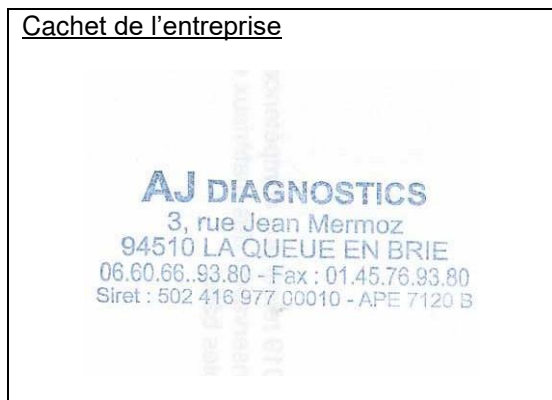 Cachet de l'entreprise
AJ DIAGNOSTICS
3, rue Jean Mermoz
94510 LA QUEUE EN BRIE
06.60.66..93.80 - Fax : 01.45.76.93.80
Siret : 502 416 977 00010 - APE 7120 B